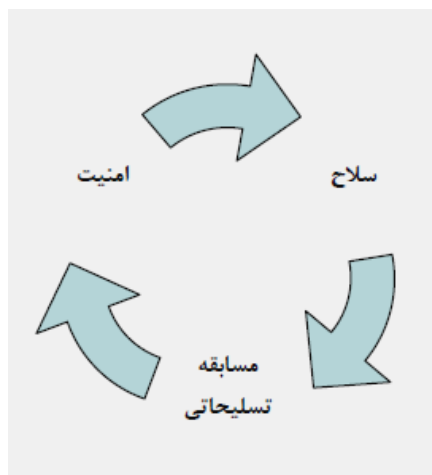 سلاح
امنیت
مسابقه
تسلیحاتی